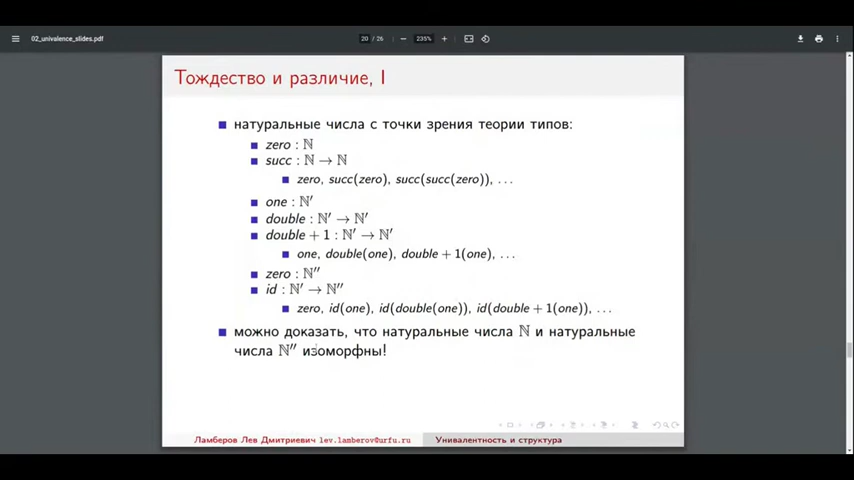 02_univalence_slides.pdf
20 / 26
235%
Тождество и различие, I
натуральные числа с точки зрения теории типов:
zero : ℕ
succ : ℕ → ℕ
zero, succ(zero), succ(succ(zero)), ...
one : ℕ′
double : ℕ′ → ℕ′
double + 1 : ℕ′ → ℕ′
one, double(one), double + 1(one), ...
zero : ℕ″
id : ℕ′ → ℕ″
zero, id(one), id(double(one)), id(double + 1(one)), ...
можно доказать, что натуральные числа ℕ и натуральные
числа ℕ″ изоморфны!
Ламберов Лев Дмитриевич lev.lamberov@urfu.ru
Унивалентность и структура